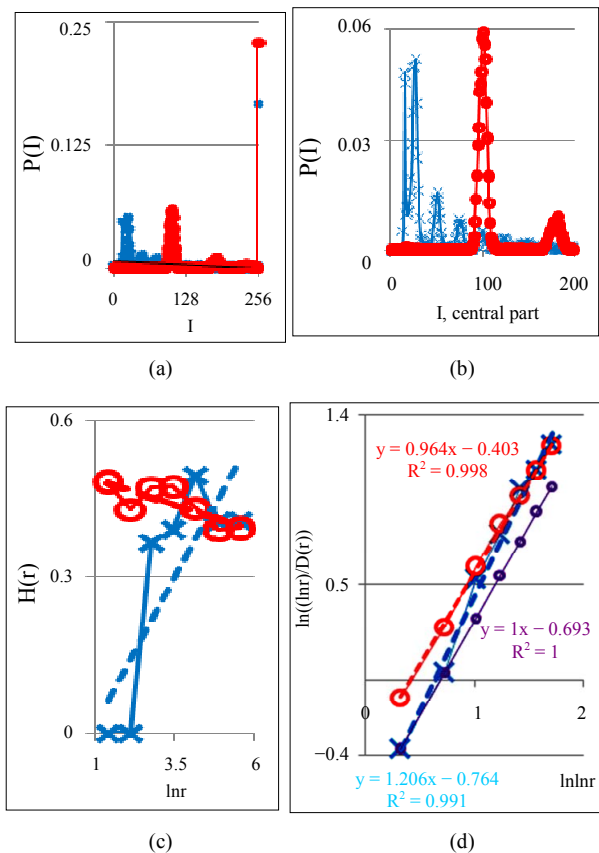 0.25
0.125
0
P(I)
0
128
256
I
(a)
0.06
0.03
0
P(I)
0
100
200
I, central part
(b)
0.6
0.3
0
H(r)
1
3.5
6
lnr
(c)
1.4
0.5
−0.4
ln((lnr)/D(r))
y = 0.964x − 0.403
R² = 0.998
y = 1x − 0.693
R² = 1
0
1
2
lnlnr
y = 1.206x − 0.764
R² = 0.991
(d)